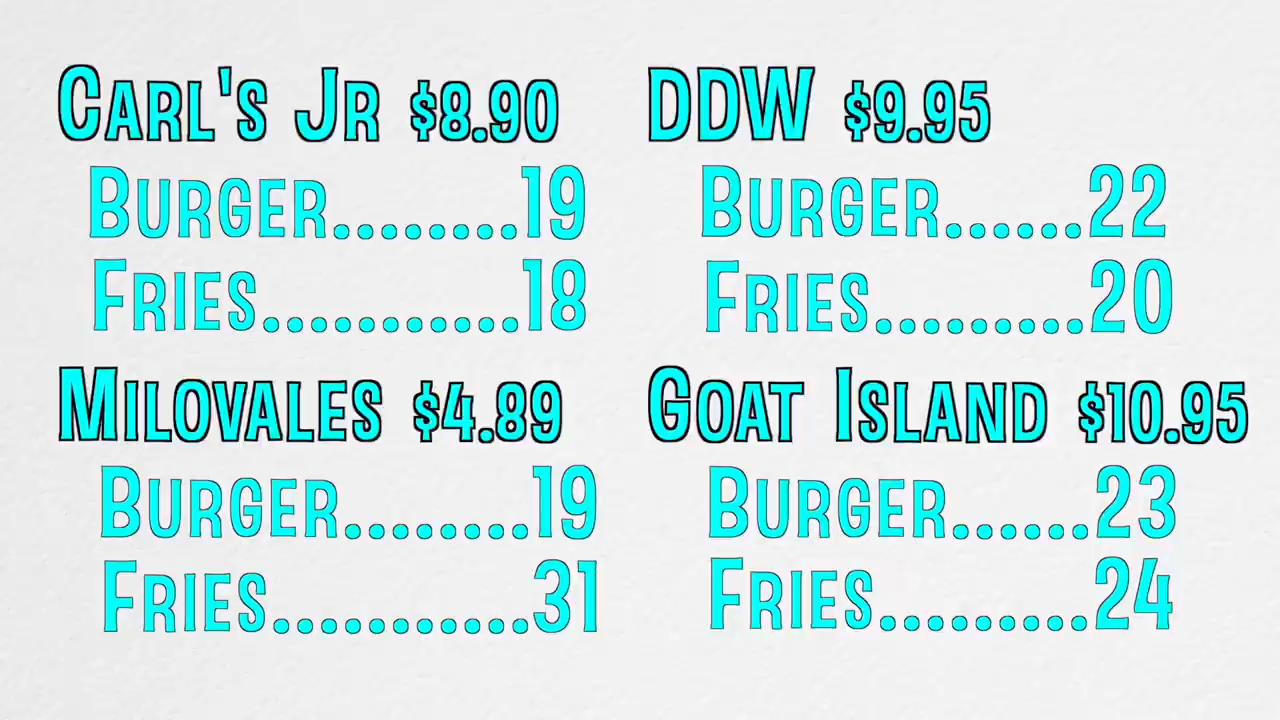 Carl's Jr $8.90
Burger........19
Fries...........18
Milovales $4.89
Burger........19
Fries...........31
DDW $9.95
Burger......22
Fries.........20
Goat Island $10.95
Burger......23
Fries.........24